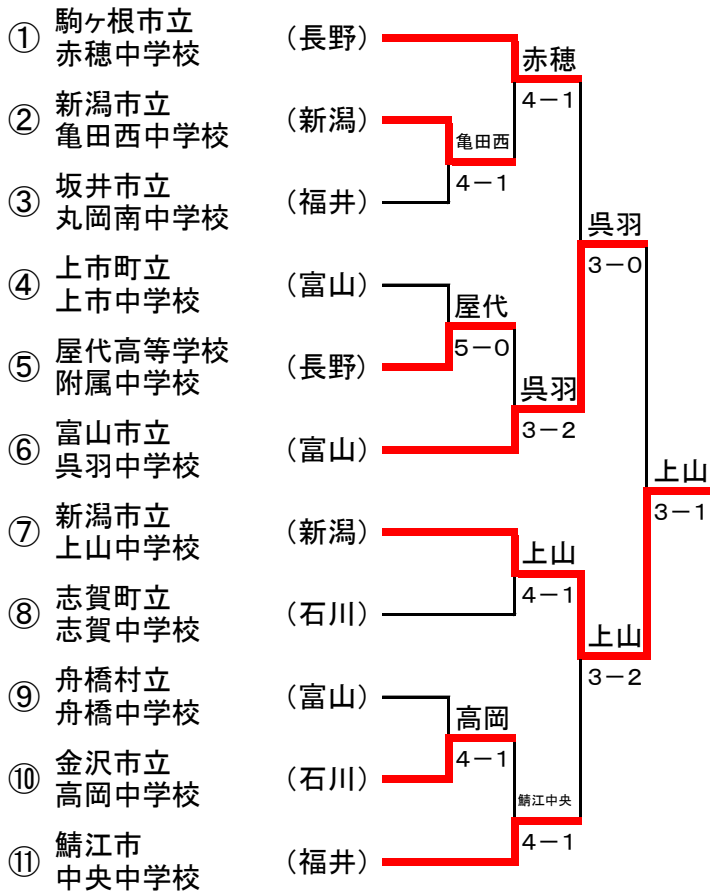 ① 駒ヶ根市立
赤穂中学校
（長野）
赤穂
4－1
② 新潟市立
亀田西中学校
（新潟）
亀田西
4－1
③ 坂井市立
丸岡南中学校
（福井）
呉羽
3－0
④ 上市町立
上市中学校
（富山）
屋代
5－0
⑤ 屋代高等学校
附属中学校
（長野）
呉羽
3－2
⑥ 富山市立
呉羽中学校
（富山）
上山
3－1
⑦ 新潟市立
上山中学校
（新潟）
上山
4－1
⑧ 志賀町立
志賀中学校
（石川）
上山
3－2
⑨ 舟橋村立
舟橋中学校
（富山）
高岡
4－1
⑩ 金沢市立
高岡中学校
（石川）
鯖江中央
4－1
⑪ 鯖江市
中央中学校
（福井）